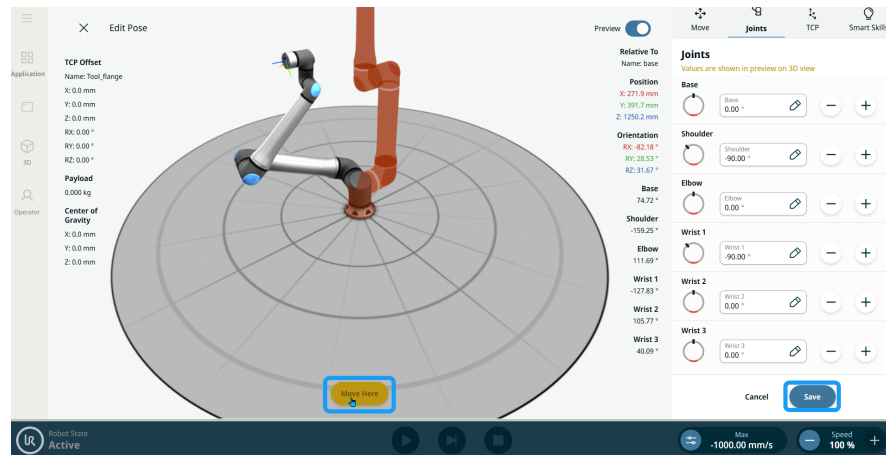 Edit Pose
Preview
Move
Joints
TCP
Smart Skills
Application
3D
Operator
TCP Offset
Name: Tool_flange
X: 0.0 mm
Y: 0.0 mm
Z: 0.0 mm
RX: 0.00 °
RY: 0.00 °
RZ: 0.00 °
Payload
0.000 kg
Center of
Gravity
X: 0.0 mm
Y: 0.0 mm
Z: 0.0 mm
Relative To
Name: base
Position
X: 271.9 mm
Y: 391.7 mm
Z: 1250.2 mm
Orientation
RX: -82.18 °
RY: 28.53 °
RZ: 31.67 °
Base
74.72 °
Shoulder
-159.25 °
Elbow
111.69 °
Wrist 1
-127.83 °
Wrist 2
105.77 °
Wrist 3
40.09 °
Joints
Values are shown in preview on 3D view
Base
Base
0.00 °
Shoulder
Shoulder
-90.00 °
Elbow
Elbow
0.00 °
Wrist 1
Wrist 1
-90.00 °
Wrist 2
Wrist 2
0.00 °
Wrist 3
Wrist 3
0.00 °
Move Here
Cancel
Save
UR
Robot State
Active
Max
-1000.00 mm/s
Speed
100 %